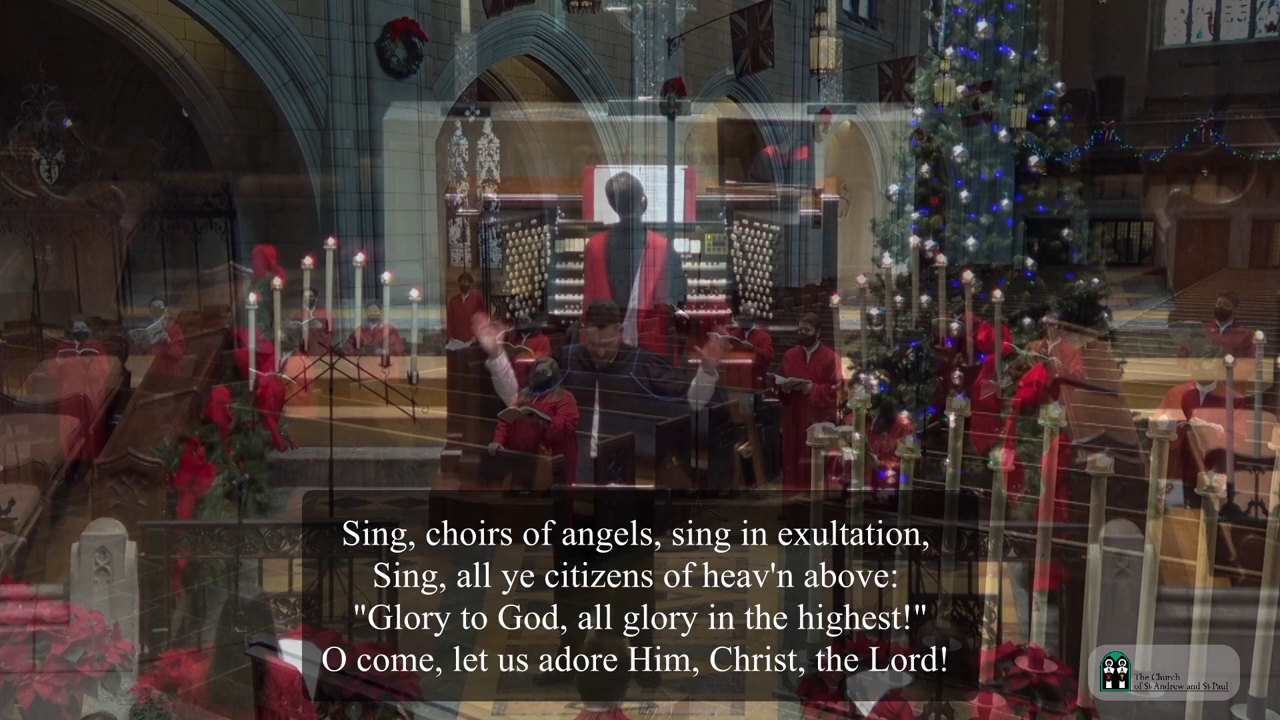 Sing, choirs of angels, sing in exultation,
Sing, all ye citizens of heav'n above:
"Glory to God, all glory in the highest!"
O come, let us adore Him, Christ, the Lord!
The Church
of St Andrew and St Paul